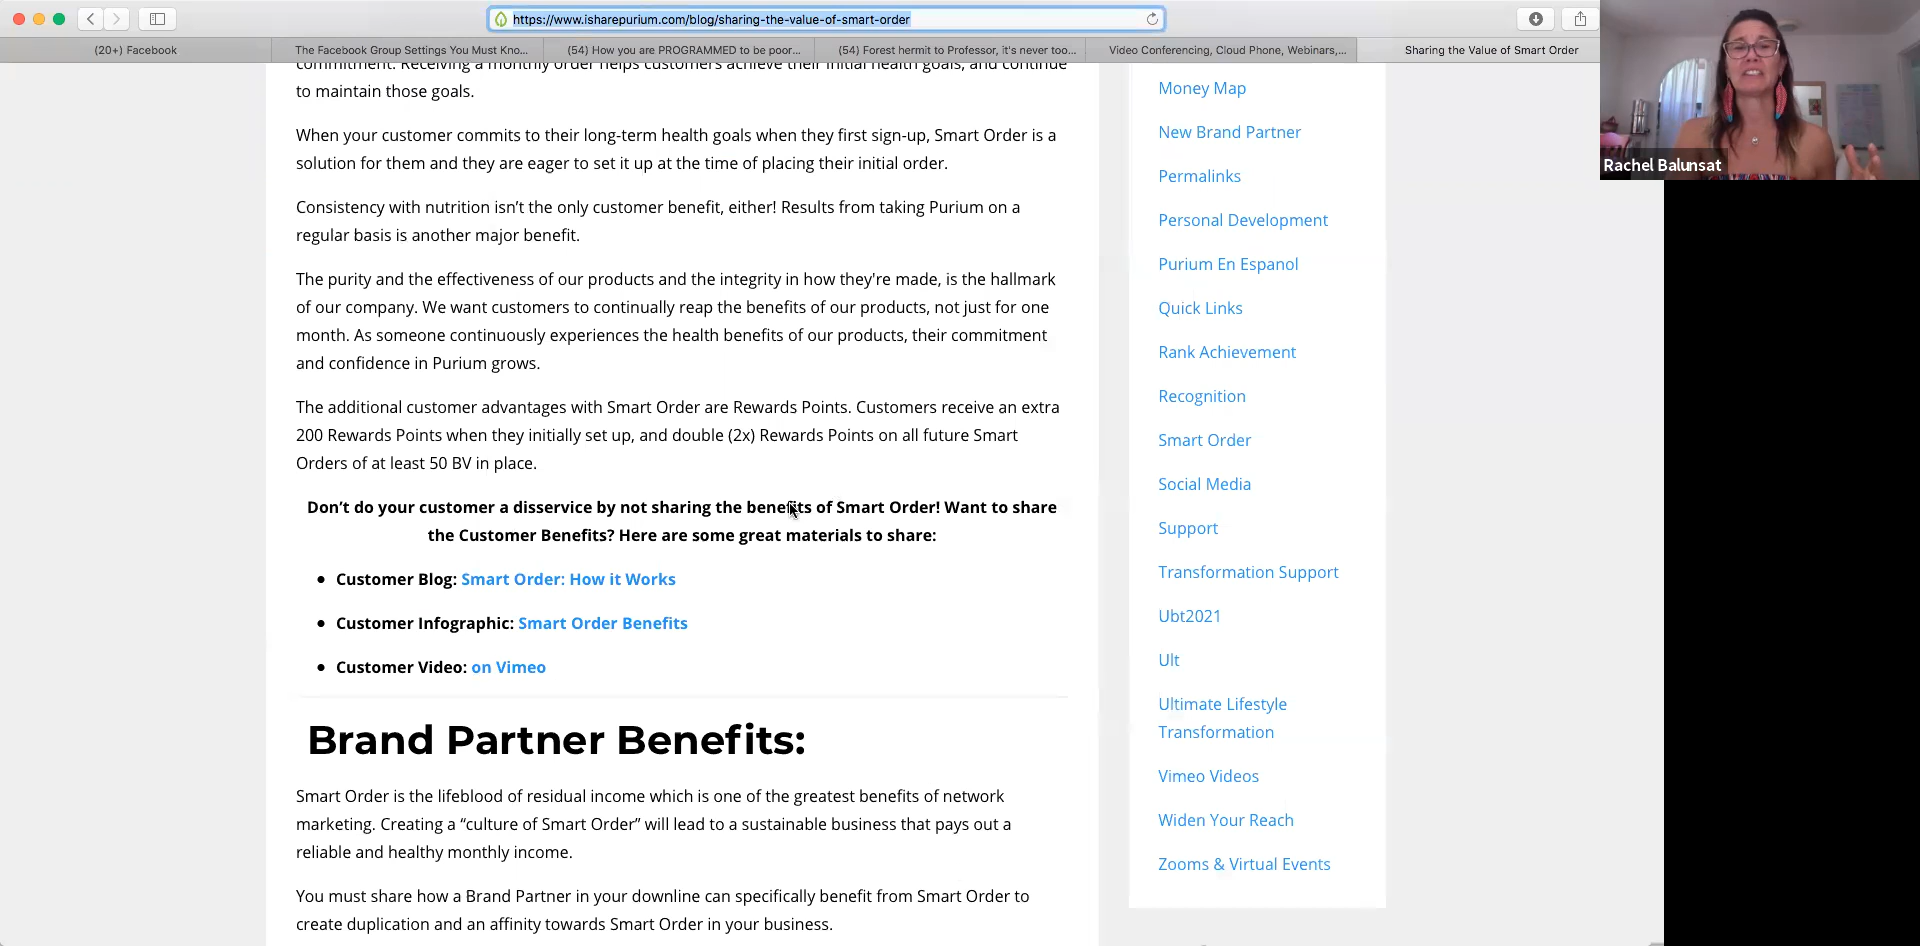 https://www.isharepurium.com/blog/sharing-the-value-of-smart-order
(20+) Facebook
The Facebook Group Settings You Must Kno...
(54) How you are PROGRAMMED to be poor...
(54) Forest hermit to Professor, it's never too...
Video Conferencing, Cloud Phone, Webinars,...
Sharing the Value of Smart Order
commitment. Receiving a monthly order helps customers achieve their initial health goals, and continue
to maintain those goals.
When your customer commits to their long-term health goals when they first sign-up, Smart Order is a
solution for them and they are eager to set it up at the time of placing their initial order.
Consistency with nutrition isn’t the only customer benefit, either! Results from taking Purium on a
regular basis is another major benefit.
The purity and the effectiveness of our products and the integrity in how they're made, is the hallmark
of our company. We want customers to continually reap the benefits of our products, not just for one
month. As someone continuously experiences the health benefits of our products, their commitment
and confidence in Purium grows.
The additional customer advantages with Smart Order are Rewards Points. Customers receive an extra
200 Rewards Points when they initially set up, and double (2x) Rewards Points on all future Smart
Orders of at least 50 BV in place.
Don’t do your customer a disservice by not sharing the benefits of Smart Order! Want to share
the Customer Benefits? Here are some great materials to share:
• Customer Blog: Smart Order: How it Works
• Customer Infographic: Smart Order Benefits
• Customer Video: on Vimeo
Brand Partner Benefits:
Smart Order is the lifeblood of residual income which is one of the greatest benefits of network
marketing. Creating a “culture of Smart Order” will lead to a sustainable business that pays out a
reliable and healthy monthly income.
You must share how a Brand Partner in your downline can specifically benefit from Smart Order to
create duplication and an affinity towards Smart Order in your business.
Money Map
New Brand Partner
Permalinks
Personal Development
Purium En Espanol
Quick Links
Rank Achievement
Recognition
Smart Order
Social Media
Support
Transformation Support
Ubt2021
Ult
Ultimate Lifestyle
Transformation
Vimeo Videos
Widen Your Reach
Zooms & Virtual Events
Rachel Balunsat